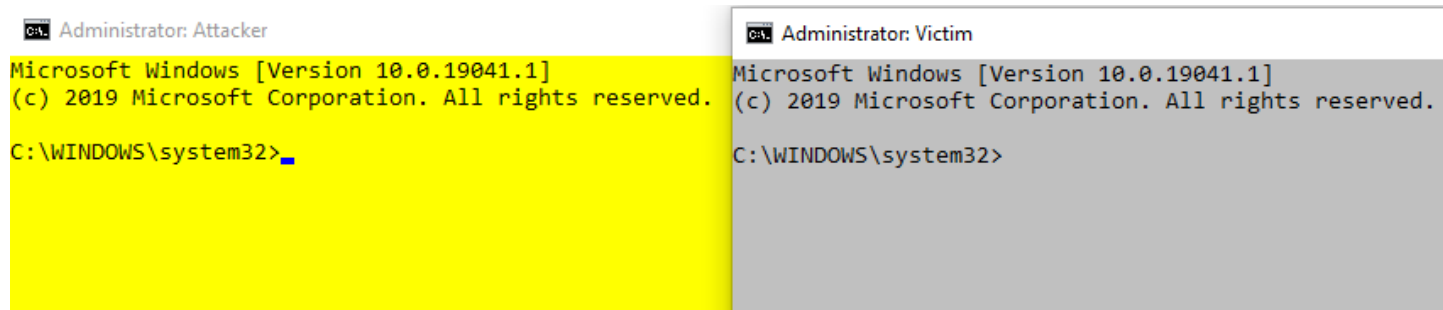 Administrator: Attacker
Microsoft Windows [Version 10.0.19041.1]
(c) 2019 Microsoft Corporation. All rights reserved.
C:\WINDOWS\system32>
Administrator: Victim
Microsoft Windows [Version 10.0.19041.1]
(c) 2019 Microsoft Corporation. All rights reserved.
C:\WINDOWS\system32>